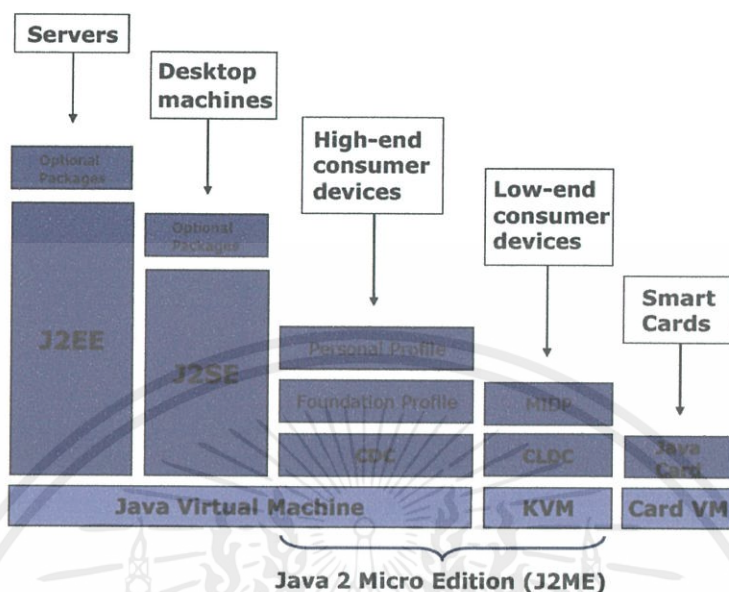 Servers
Desktop
machines
High-end
consumer
devices
Low-end
consumer
devices
Smart
Cards
Optional
Packages
J2EE
Optional
Packages
J2SE
Personal Profile
Foundation Profile
CDC
MIDP
CLDC
Java
Card
Java Virtual Machine
KVM
Card VM
Java 2 Micro Edition (J2ME)